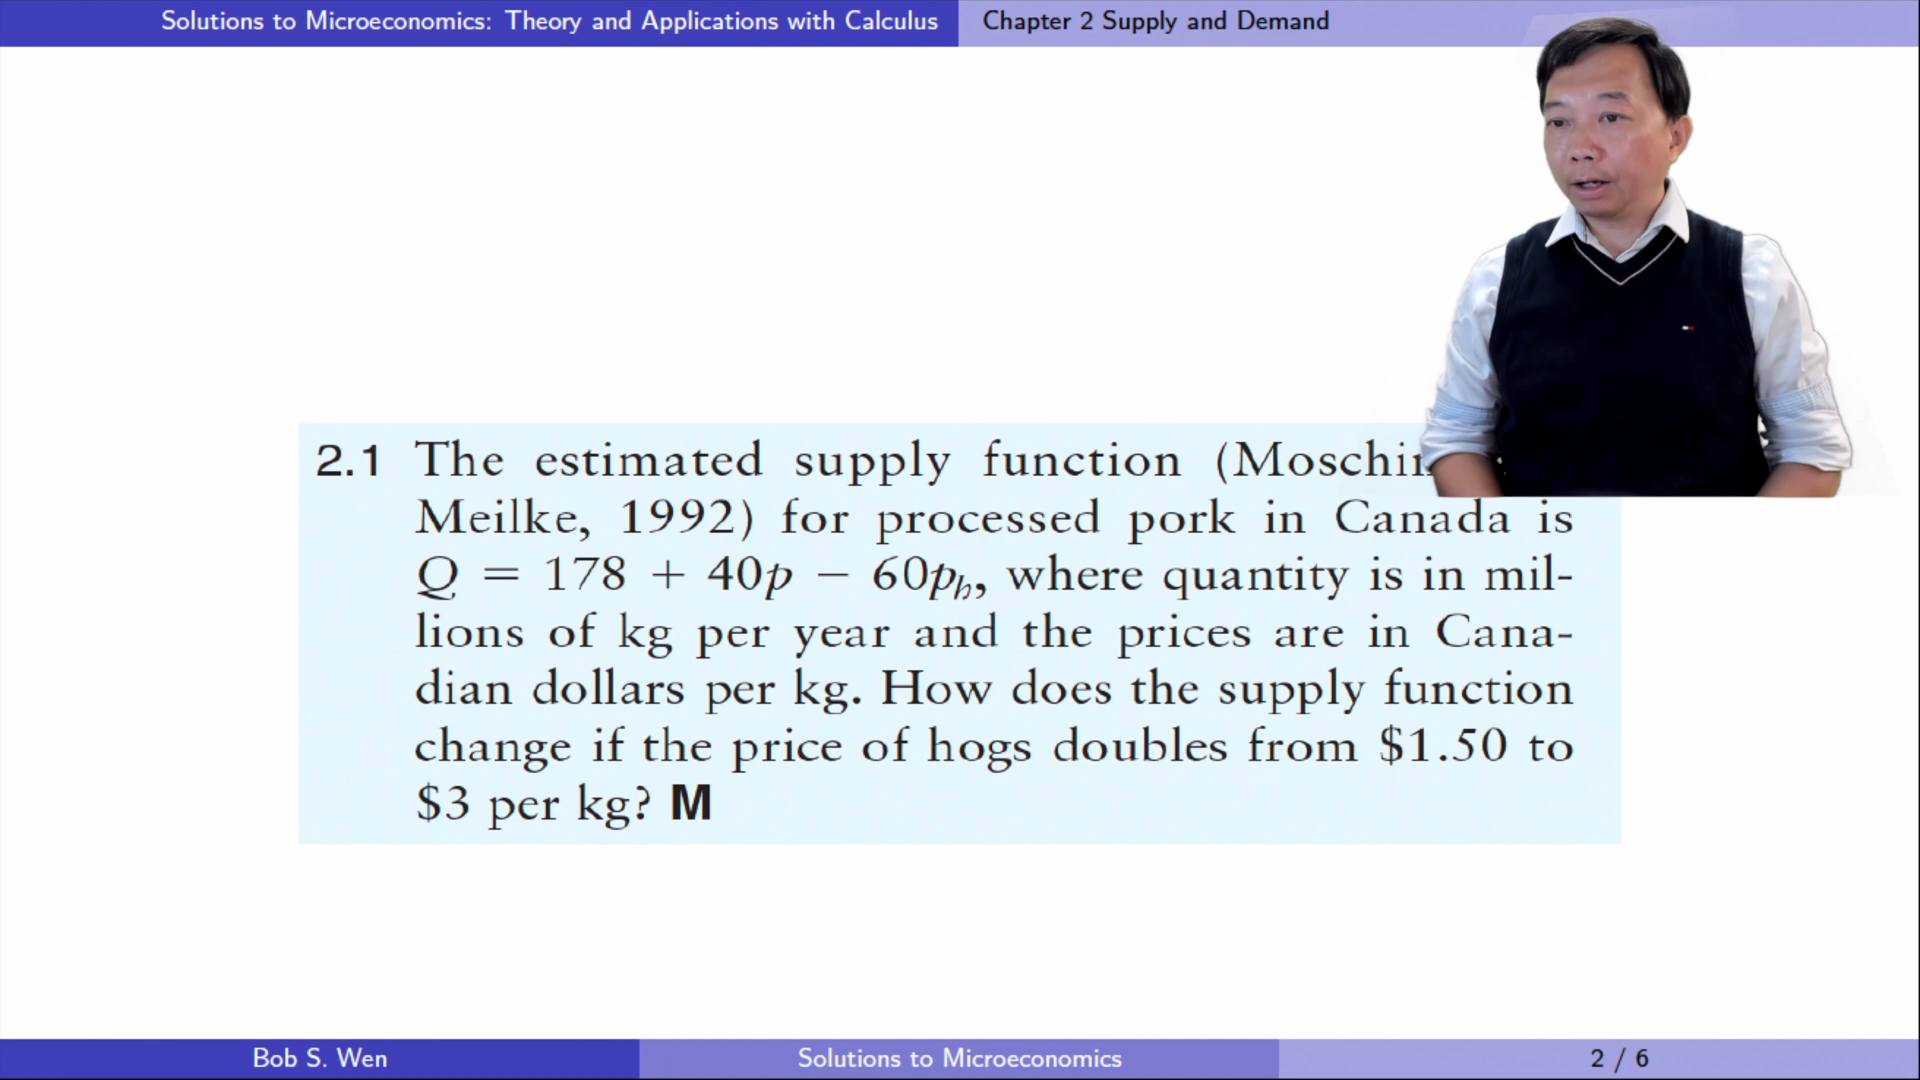 Solutions to Microeconomics: Theory and Applications with Calculus
Chapter 2 Supply and Demand
2.1 The estimated supply function
Meilke, 1992) for processed pork in Canada is
Q = 178 + 40p − 60pₕ, where quantity is in mil-
lions of kg per year and the prices are in Cana-
dian dollars per kg. How does the supply function
change if the price of hogs doubles from $1.50 to
$3 per kg? M
Bob S. Wen
Solutions to Microeconomics
2 / 6